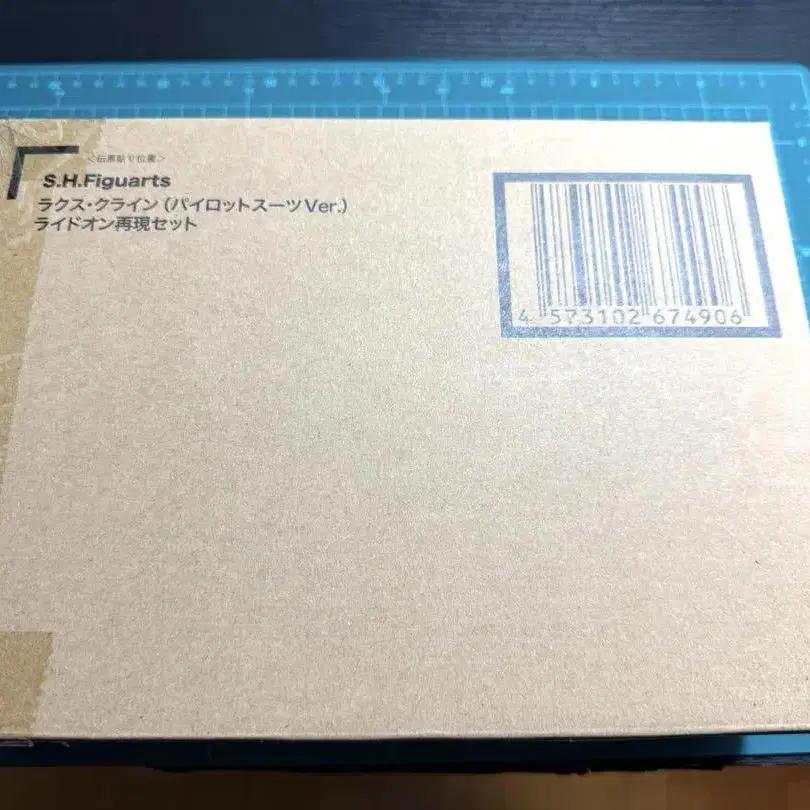 <伝票貼り位置>
S.H.Figuarts
ラクス・クライン（パイロットスーツVer.）
ライドオン再現セット
4 573102 674906